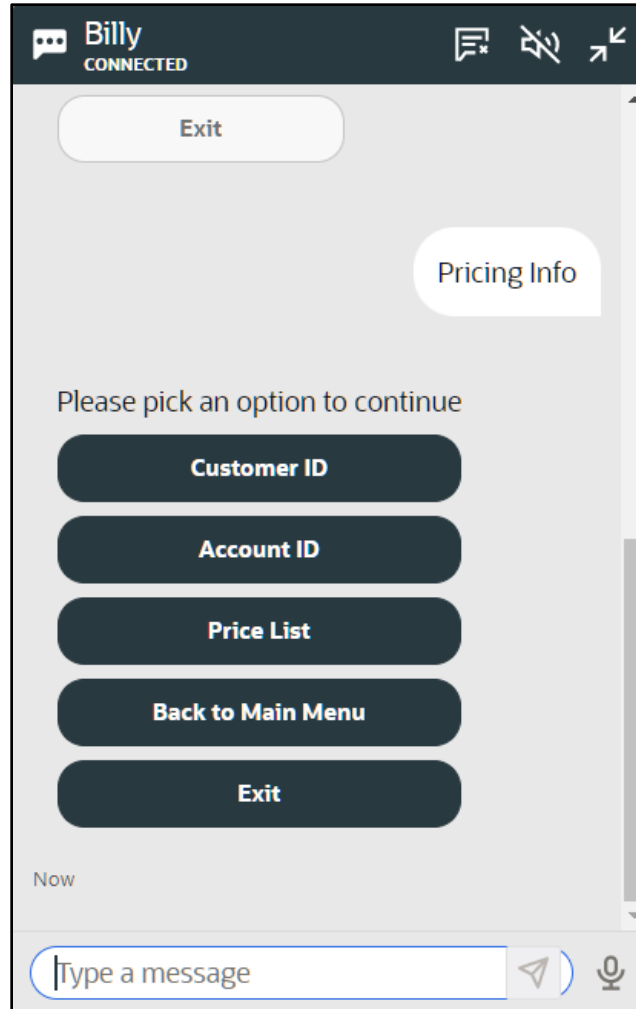 Billy
CONNECTED
Exit
Pricing Info
Please pick an option to continue
Customer ID
Account ID
Price List
Back to Main Menu
Exit
Now
Type a message